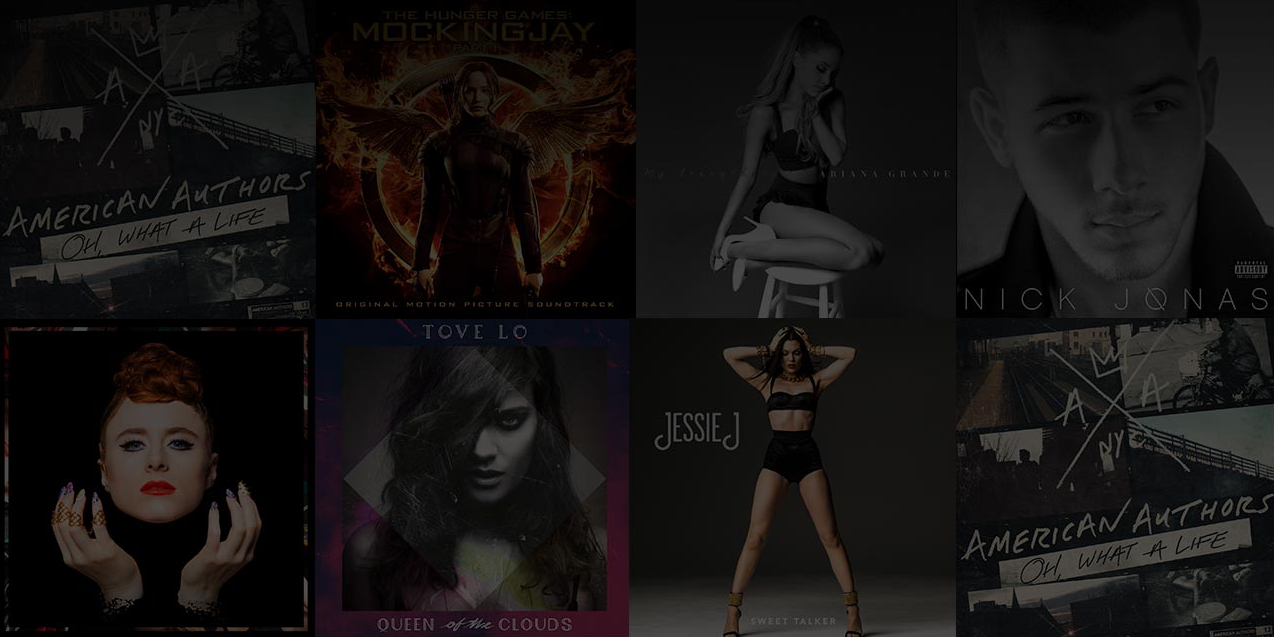 A A
NY
AMERICAN AUTHORS
OH, WHAT A LIFE
THE HUNGER GAMES:
MOCKINGJAY
PART 1
ORIGINAL MOTION PICTURE SOUNDTRACK
My Everything
ARIANA GRANDE
PARENTAL
ADVISORY
EXPLICIT CONTENT
NICK JONAS
TOVE LO
QUEEN of the CLOUDS
JESSIE J
SWEET TALKER
A A
NY
AMERICAN AUTHORS
OH, WHAT A LIFE